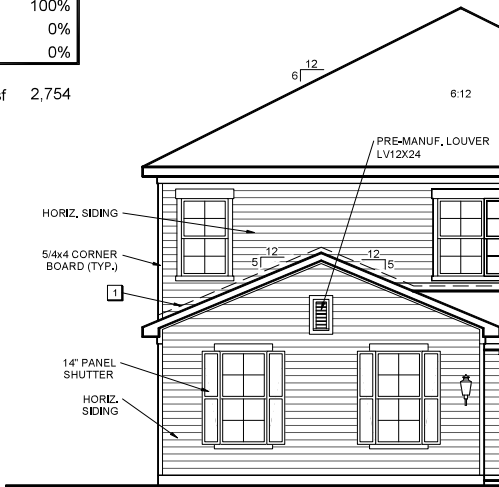 100%
0%
0%
sf 2,754
12
6
6:12
PRE-MANUF. LOUVER
LV12X24
HORIZ. SIDING
5/4x4 CORNER
BOARD (TYP.)
12
5
12
5
1
14" PANEL
SHUTTER
HORIZ.
SIDING